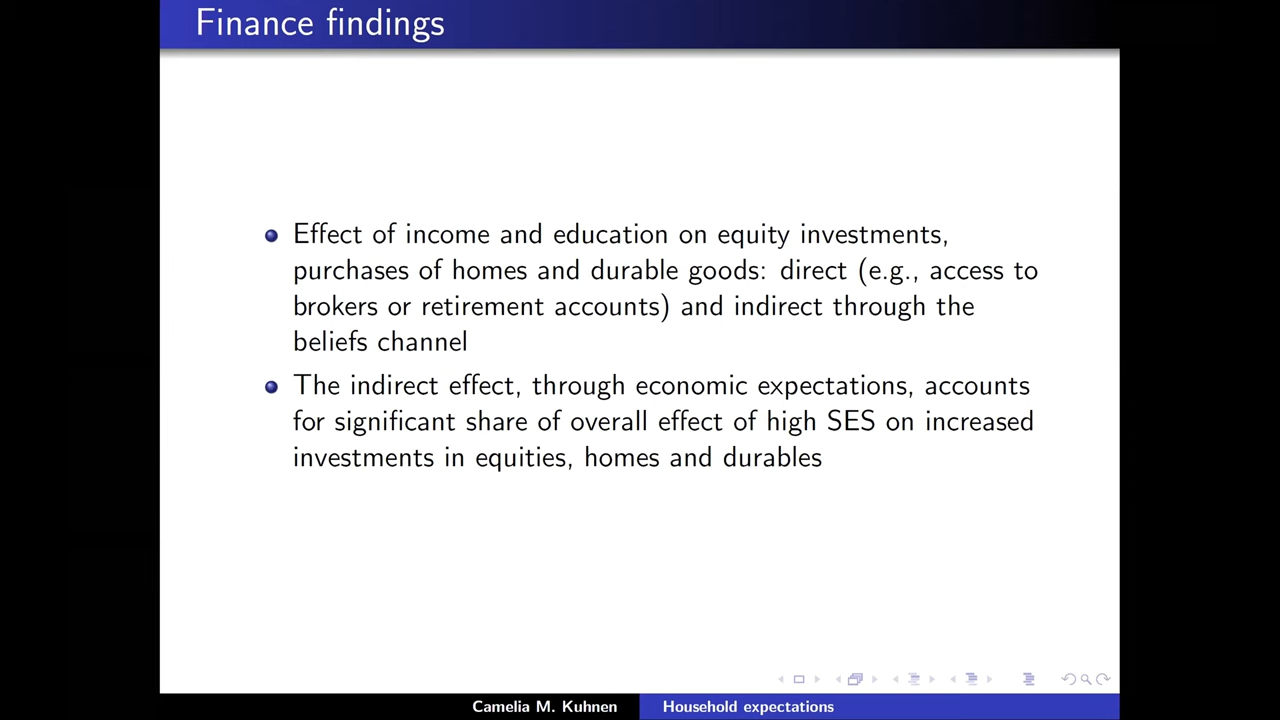 Finance findings
Effect of income and education on equity investments,
purchases of homes and durable goods: direct (e.g., access to
brokers or retirement accounts) and indirect through the
beliefs channel
The indirect effect, through economic expectations, accounts
for significant share of overall effect of high SES on increased
investments in equities, homes and durables
Camelia M. Kuhnen Household expectations